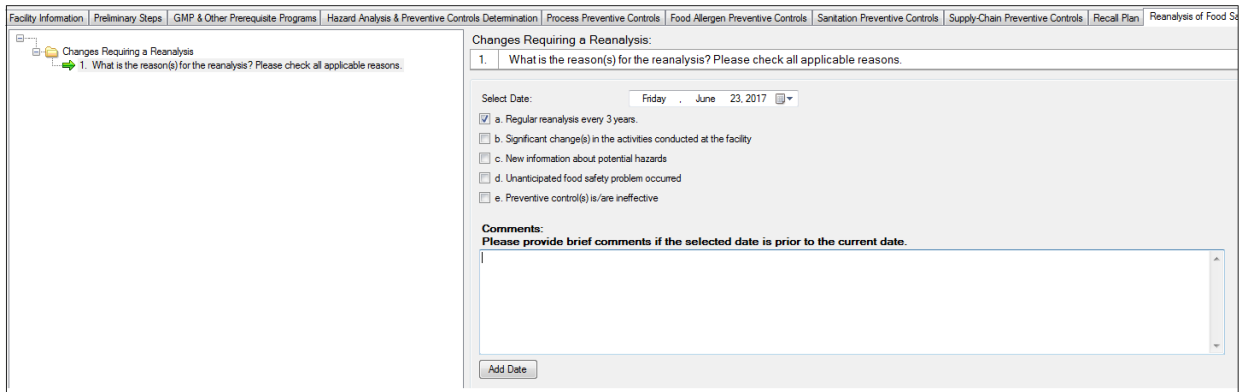 Facility Information Preliminary Steps GMP & Other Prerequisite Programs Hazard Analysis & Preventive Controls Determination Process Preventive Controls Food Allergen Preventive Controls Sanitation Preventive Controls Supply-Chain Preventive Controls Recall Plan Reanalysis of Food Sa
Changes Requiring a Reanalysis
1. What is the reason(s) for the reanalysis? Please check all applicable reasons.
Changes Requiring a Reanalysis:
1. What is the reason(s) for the reanalysis? Please check all applicable reasons.
Select Date: Friday , June 23, 2017
a. Regular reanalysis every 3 years.
b. Significant change(s) in the activities conducted at the facility
c. New information about potential hazards
d. Unanticipated food safety problem occurred
e. Preventive control(s) is/are ineffective
Comments:
Please provide brief comments if the selected date is prior to the current date.
Add Date